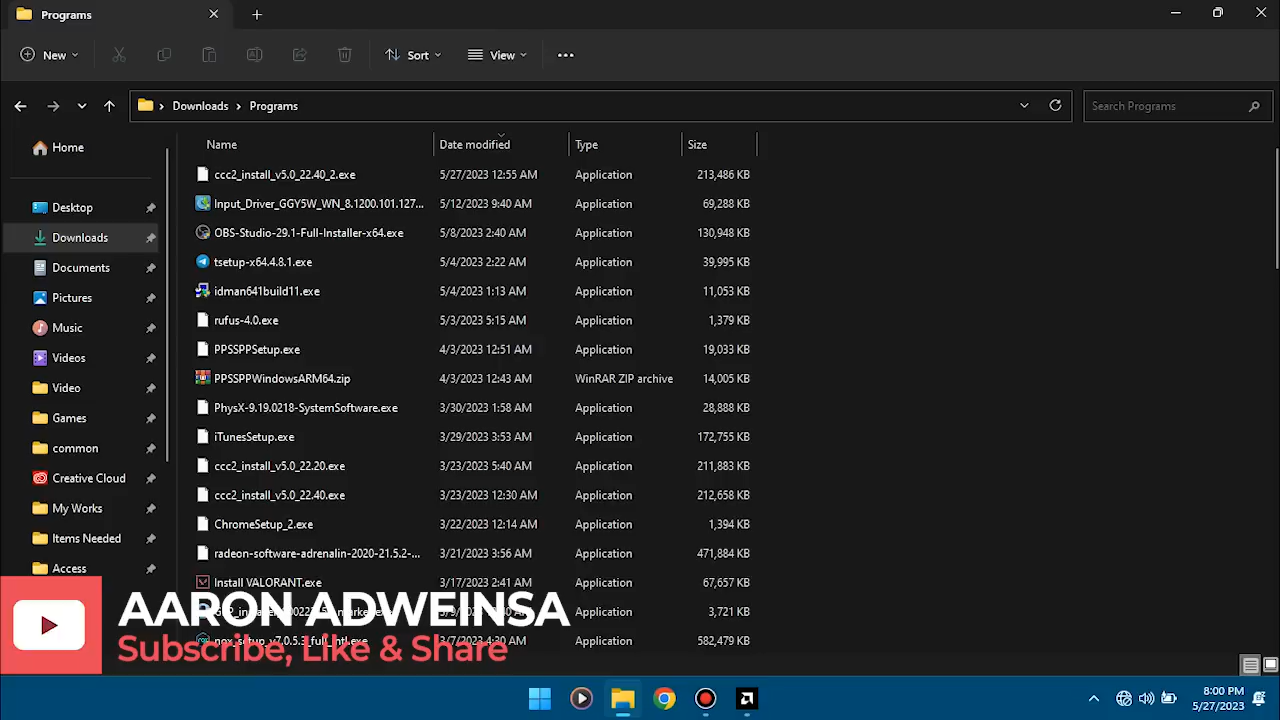 Programs
New
Sort
View
Downloads > Programs
Search Programs
Home
Desktop
Downloads
Documents
Pictures
Music
Videos
Video
Games
common
Creative Cloud
My Works
Items Needed
Access
Name Date modified Type Size
ccc2_install_v5.0_22.40_2.exe 5/27/2023 12:55 AM Application 213,486 KB
Input_Driver_GGY5W_WN_8.1200.101.127... 5/12/2023 9:40 AM Application 69,288 KB
OBS-Studio-29.1-Full-Installer-x64.exe 5/8/2023 2:40 AM Application 130,948 KB
tsetup-x64.4.8.1.exe 5/4/2023 2:22 AM Application 39,995 KB
idman641build11.exe 5/4/2023 1:13 AM Application 11,053 KB
rufus-4.0.exe 5/3/2023 5:15 AM Application 1,379 KB
PPSSPPSetup.exe 4/3/2023 12:51 AM Application 19,033 KB
PPSSPPWindowsARM64.zip 4/3/2023 12:43 AM WinRAR ZIP archive 14,005 KB
PhysX-9.19.0218-SystemSoftware.exe 3/30/2023 1:58 AM Application 28,888 KB
iTunesSetup.exe 3/29/2023 3:53 AM Application 172,755 KB
ccc2_install_v5.0_22.20.exe 3/23/2023 5:40 AM Application 211,883 KB
ccc2_install_v5.0_22.40.exe 3/23/2023 12:30 AM Application 212,658 KB
ChromeSetup_2.exe 3/22/2023 12:14 AM Application 1,394 KB
radeon-software-adrenalin-2020-21.5.2-... 3/21/2023 3:56 AM Application 471,884 KB
Install VALORANT.exe 3/17/2023 2:41 AM Application 67,657 KB
Application 3,721 KB
3/7/2023 4:30 AM Application 582,479 KB
AARON ADWEINSA
Subscribe, Like & Share
8:00 PM
5/27/2023